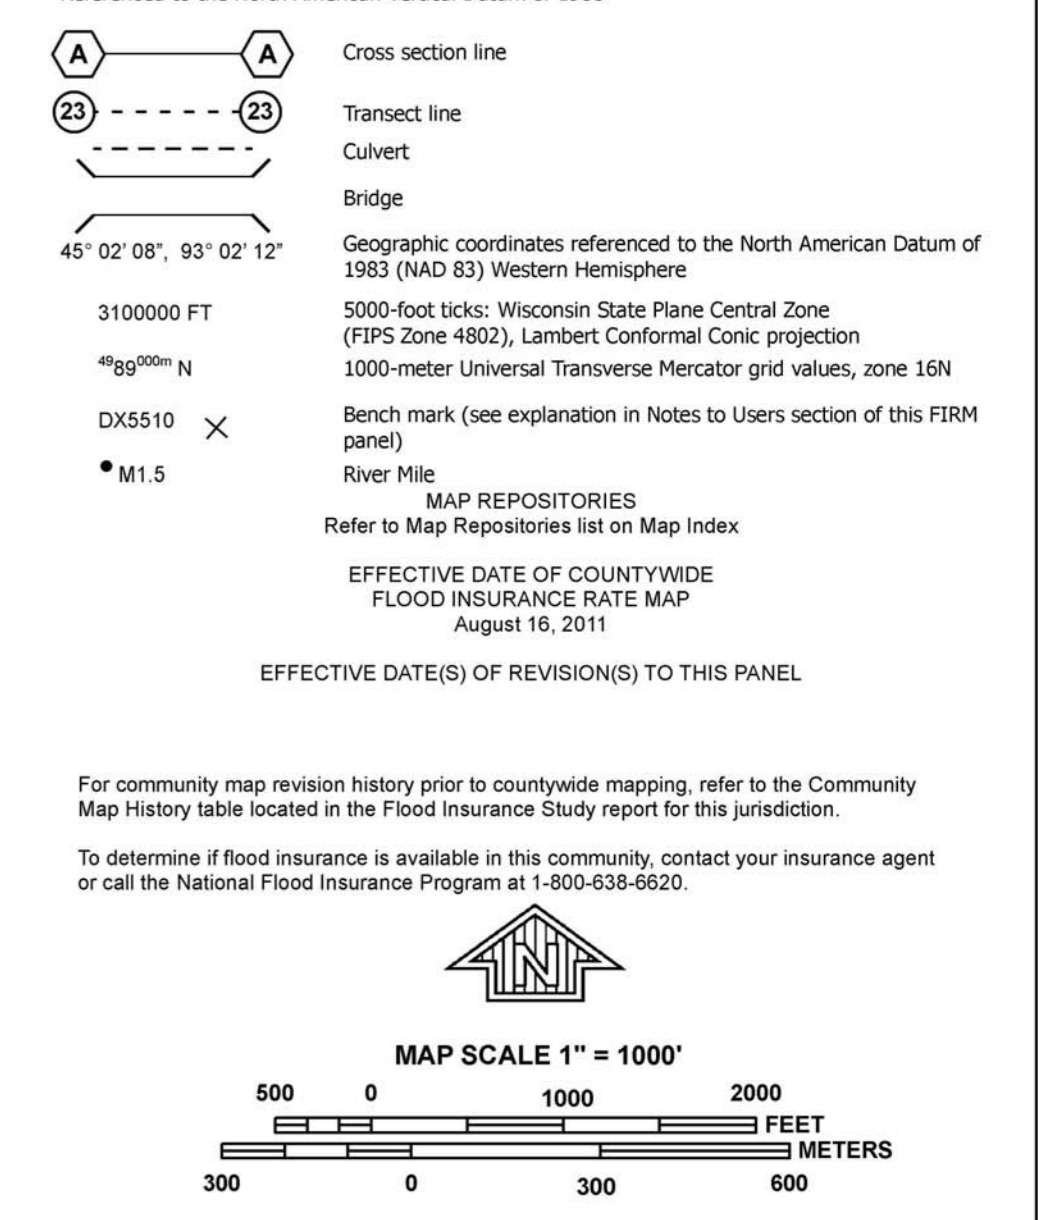 A A Cross section line
23 23 Transect line
Culvert
Bridge
45° 02' 08", 93° 02' 12" Geographic coordinates referenced to the North American Datum of
1983 (NAD 83) Western Hemisphere
3100000 FT 5000-foot ticks: Wisconsin State Plane Central Zone
(FIPS Zone 4802), Lambert Conformal Conic projection
4989000m N 1000-meter Universal Transverse Mercator grid values, zone 16N
DX5510 Bench mark (see explanation in Notes to Users section of this FIRM
panel)
M1.5 River Mile
MAP REPOSITORIES
Refer to Map Repositories list on Map Index
EFFECTIVE DATE OF COUNTYWIDE
FLOOD INSURANCE RATE MAP
August 16, 2011
EFFECTIVE DATE(S) OF REVISION(S) TO THIS PANEL
For community map revision history prior to countywide mapping, refer to the Community
Map History table located in the Flood Insurance Study report for this jurisdiction.
To determine if flood insurance is available in this community, contact your insurance agent
or call the National Flood Insurance Program at 1-800-638-6620.
N
MAP SCALE 1" = 1000'
500 0 1000 2000
FEET
METERS
300 0 300 600